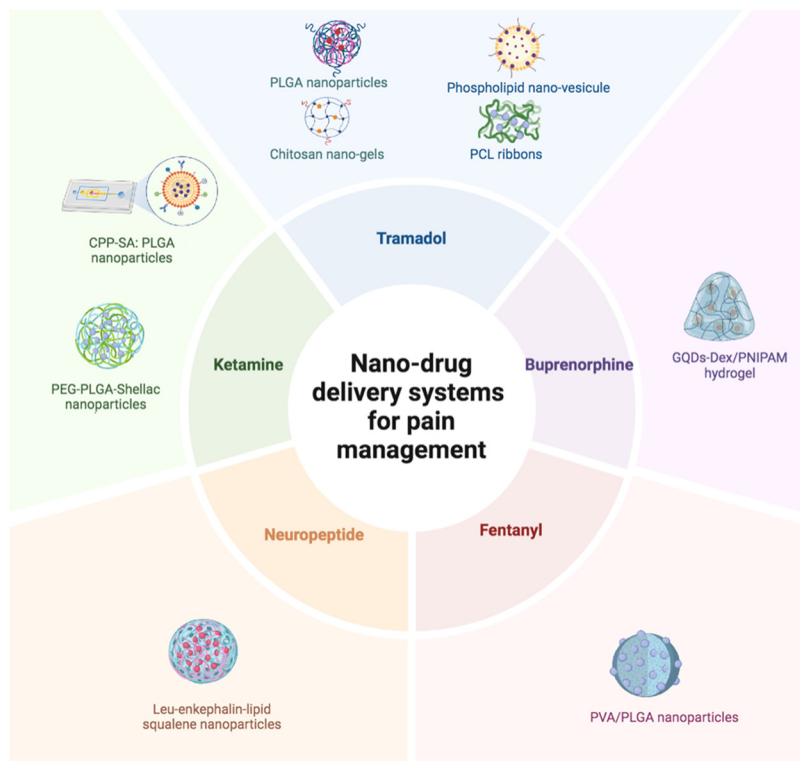 PLGA nanoparticles
Phospholipid nano-vesicule
Chitosan nano-gels
PCL ribbons
Tramadol
CPP-SA: PLGA
nanoparticles
Ketamine
PEG-PLGA-Shellac
nanoparticles
Nano-drug
delivery systems
for pain
management
Buprenorphine
GQDs-Dex/PNIPAM
hydrogel
Neuropeptide
Fentanyl
Leu-enkephalin-lipid
squalene nanoparticles
PVA/PLGA nanoparticles